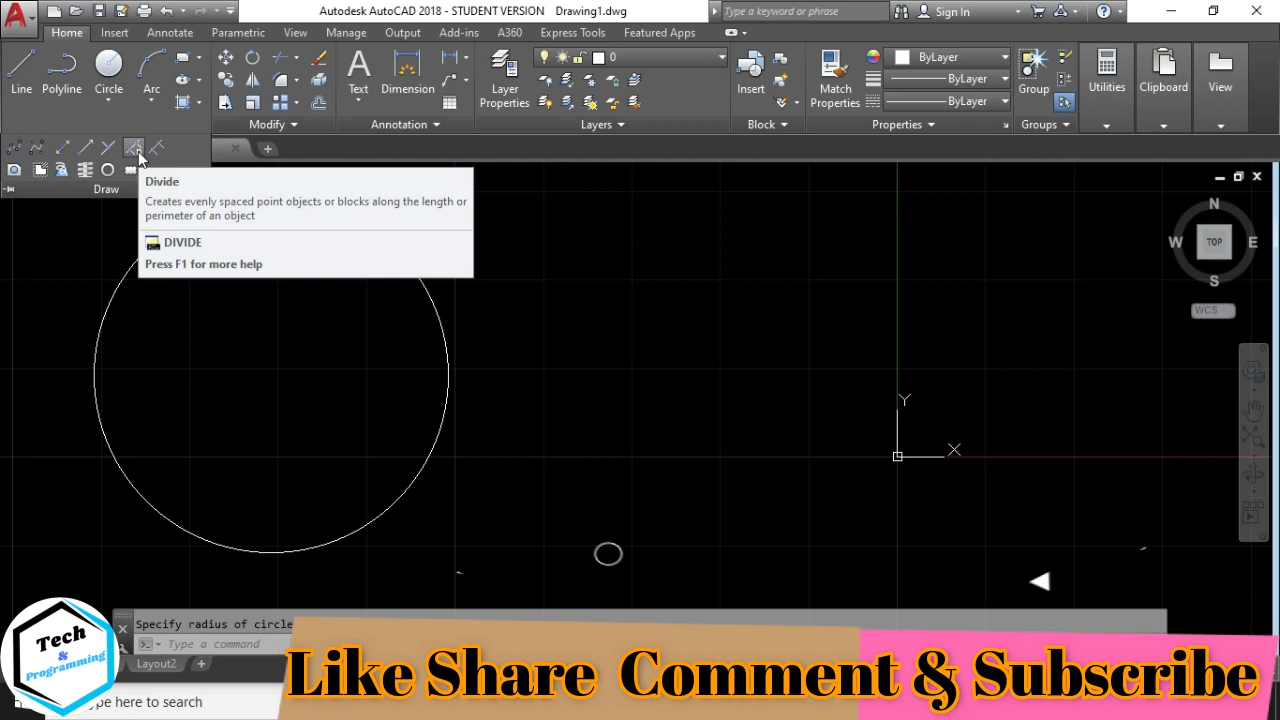 Autodesk AutoCAD 2018 - STUDENT VERSION Drawing1.dwg
Type a keyword or phrase
Sign In
Home Insert Annotate Parametric View Manage Output Add-ins A360 Express Tools Featured Apps
Line Polyline Circle Arc
Text Dimension
Layer Properties
0
Insert
Match Properties
ByLayer
ByLayer
ByLayer
Group
Utilities
Clipboard
View
Modify Annotation Layers Block Properties Groups
Draw
Divide
Creates evenly spaced point objects or blocks along the length or
perimeter of an object
DIVIDE
Press F1 for more help
N
W TOP E
S
WCS
Y
X
Specify radius of circle
Type a command
Layout2
Tech
&
Programming
Like Share Comment & Subscribe
here to search